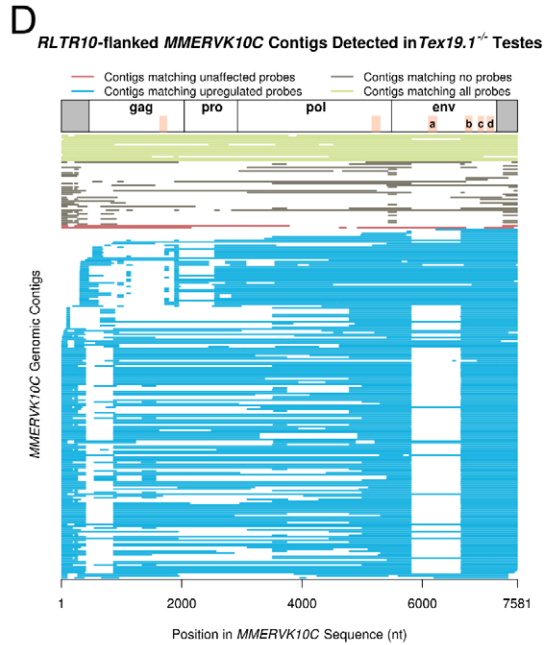 D
RLTR10-flanked MMERVK10C Contigs Detected in Tex19.1-/- Testes
Contigs matching unaffected probes
Contigs matching no probes
Contigs matching upregulated probes
Contigs matching all probes
gag pro pol env
a b c d
MMERVK10C Genomic Contigs
1 2000 4000 6000 7581
Position in MMERVK10C Sequence (nt)